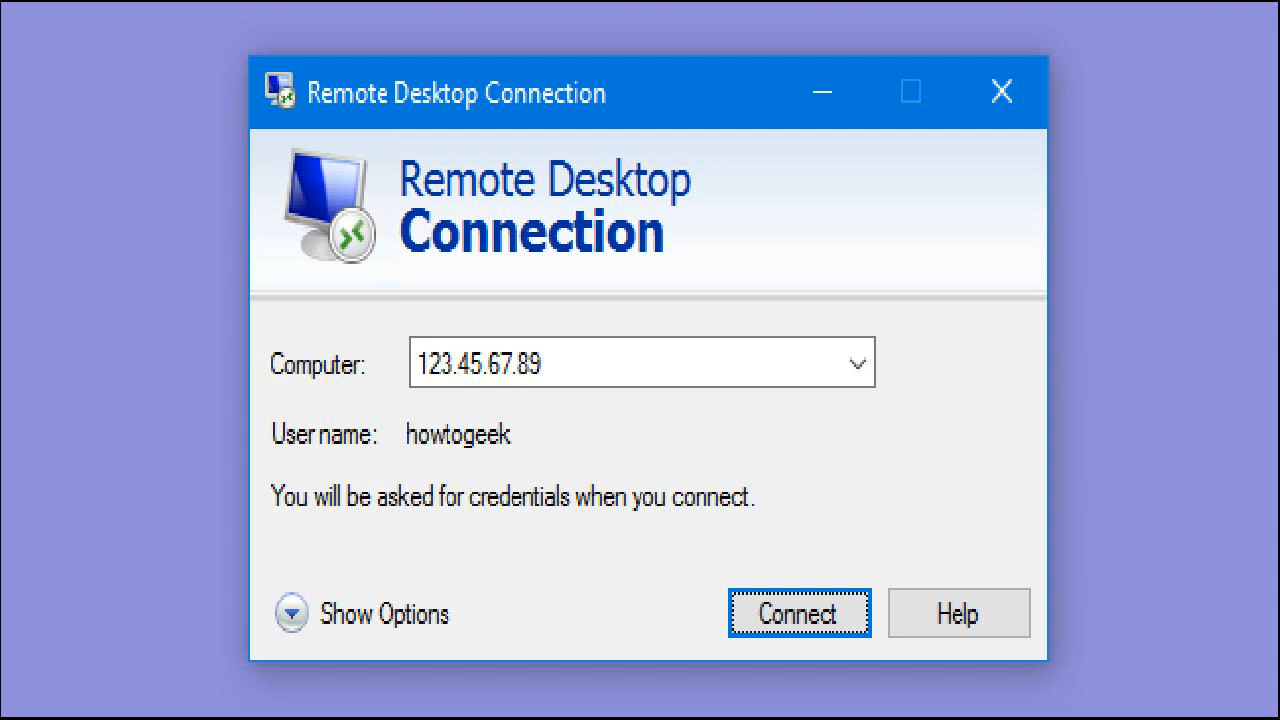 Remote Desktop Connection
Remote Desktop
Connection
Computer: 123.45.67.89
User name: howtogeek
You will be asked for credentials when you connect.
Show Options Connect Help